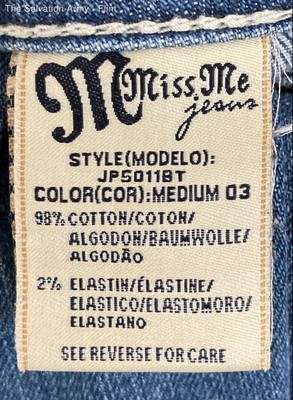 The Salvation Army - Flint
M Miss Me
jeans
STYLE(MODELO):
JP5011BT
COLOR(COR):MEDIUM 03
98% COTTON/COTON/
ALGODON/BAUMWOLLE/
ALGODÃO
2% ELASTIN/ÉLASTINE/
ELASTICO/ELASTOMORO/
ELASTANO
SEE REVERSE FOR CARE